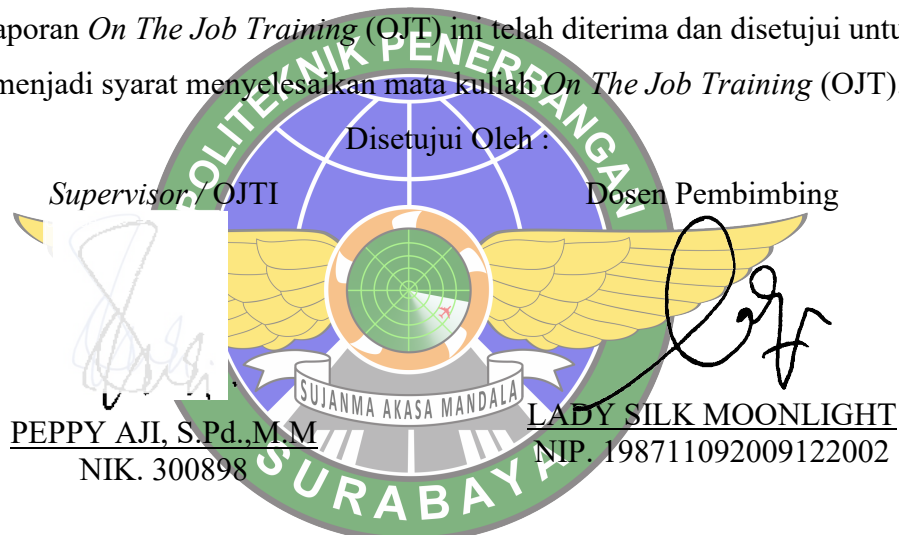 aporan On The Job Training (OJT) ini telah diterima dan disetujui untu
menjadi syarat menyelesaikan mata kuliah On The Job Training (OJT).
Disetujui Oleh :
Supervisor / OJTI
Dosen Pembimbing
POLITEKNIK PENERBANGAN
SURABAYA
SUJANMA AKASA MANDALA
PEPPY AJI, S.Pd.,M.M
NIK. 300898
LADY SILK MOONLIGHT
NIP. 198711092009122002